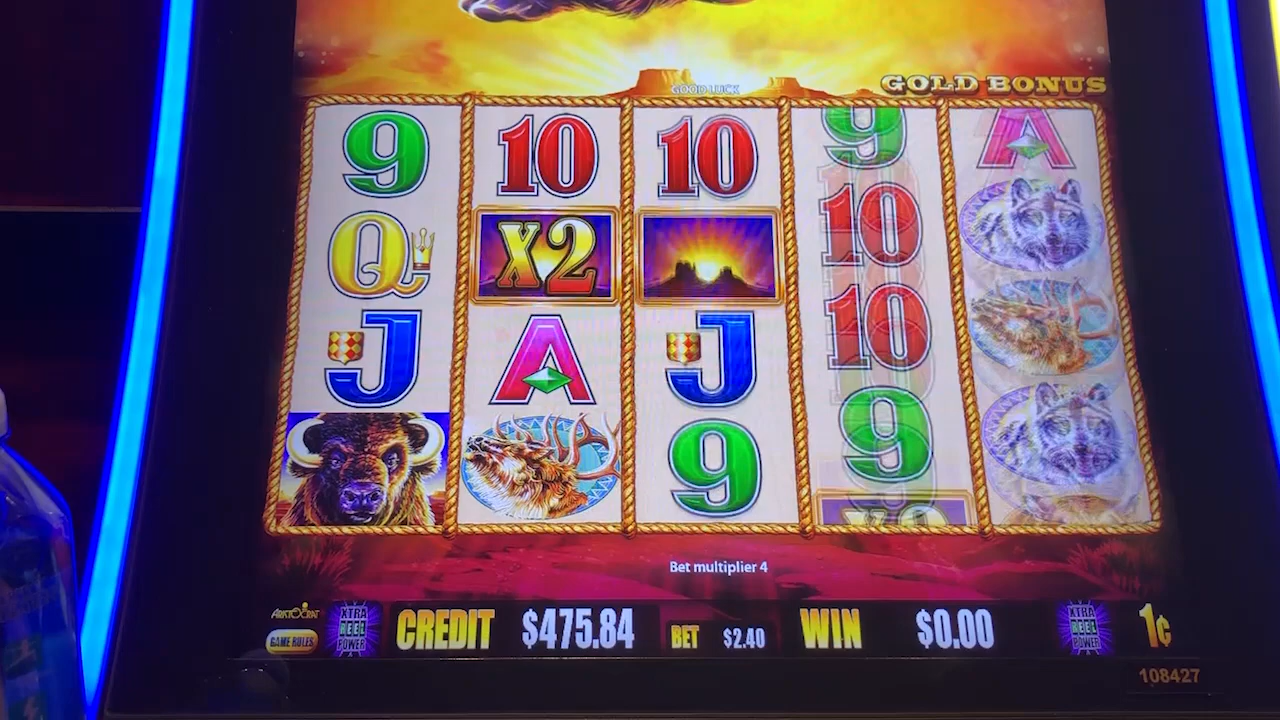 GOOD LUCK
GOLD BONUS
9 10 10 9 A
Q X2 10
J A J 10
9 9
X2
Bet multiplier 4
ARISTOCRAT
GAME RULES
XTRA REEL POWER
CREDIT $475.84 BET $2.40 WIN $0.00
XTRA REEL POWER
1¢
108427